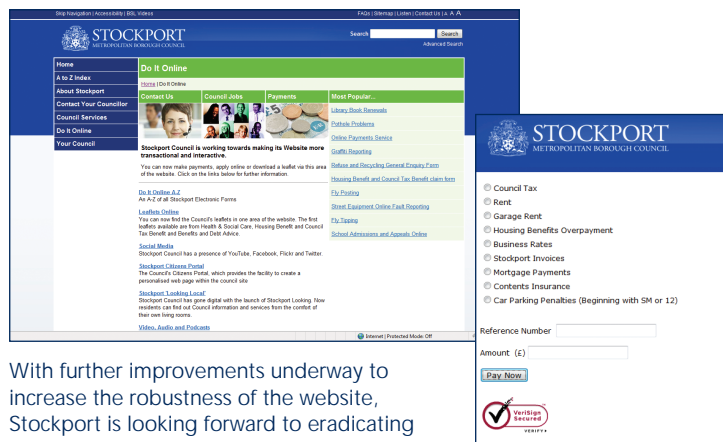 Skip Navigation | Accessibility | BSL Videos
FAQs | Sitemap | Listen | Contact Us | A A A
STOCKPORT
METROPOLITAN BOROUGH COUNCIL
Search
Search
Advanced Search
Home
A to Z Index
About Stockport
Contact Your Councillor
Council Services
Do It Online
Your Council
Do It Online
Home | Do It Online
Contact Us
Council Jobs
Payments
Most Popular...
Stockport Council is working towards making its Website more
transactional and Interactive.
You can now make payments, apply online or download a leaflet via this area
of the website. Click on the links below for further information.
Do It Online A-Z
An A-Z of all Stockport Electronic Forms
Leaflets Online
You can now find the Council's leaflets in one area of the website. The first
leaflets available are from Health & Social Care, Housing Benefit and Council
Tax Benefit and Benefits and Debt Advice.
Social Media
Stockport Council has a presence of YouTube, Facebook, Flickr and Twitter.
Stockport Citizens Portal
The Council's Citizens Portal, which provides the facility to create a
personalised web page within the council site
Stockport 'Looking Local'
Stockport Council has gone digital with the launch of Stockport Looking. Now
residents can find out Council information and services from the comfort of
their own living rooms.
Video, Audio and Podcasts
Library Book Renewals
Pothole Problems
Online Payments Service
Graffiti Reporting
Refuse and Recycling General Enquiry Form
Housing Benefit and Council Tax Benefit claim form
Fly Posting
Street Equipment Online Fault Reporting
Fly Tipping
School Admissions and Appeals Online
Internet | Protected Mode: Off
STOCKPORT
METROPOLITAN BOROUGH COUNCIL
Council Tax
Rent
Garage Rent
Housing Benefits Overpayment
Business Rates
Stockport Invoices
Mortgage Payments
Contents Insurance
Car Parking Penalties (Beginning with SM or 12)
Reference Number
Amount (£)
Pay Now
VeriSign
Secured
VERIFY
With further improvements underway to
increase the robustness of the website,
Stockport is looking forward to eradicating